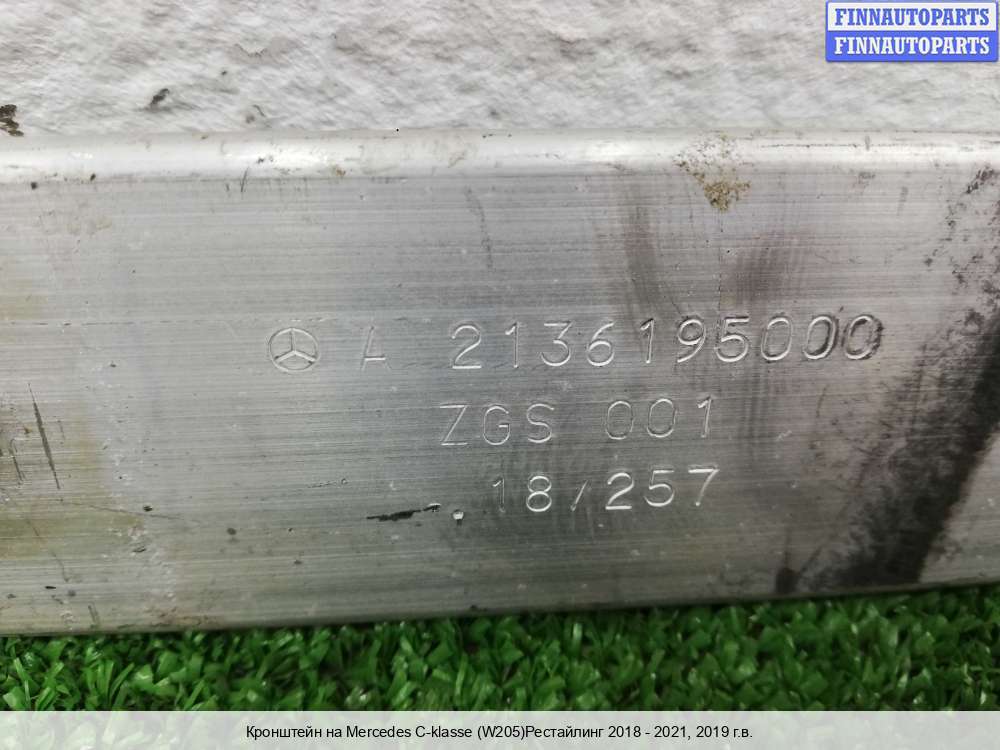 FINNAUTOPARTS
FINNAUTOPARTS
A 2136195000
ZGS 001
18/257
Кронштейн на Mercedes C-klasse (W205)Рестайлинг 2018 - 2021, 2019 г.в.